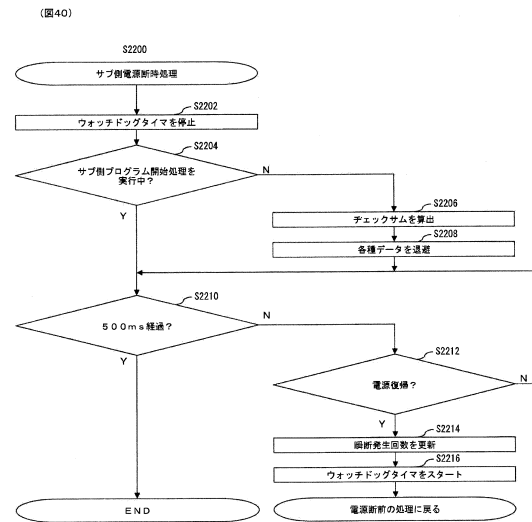 (図40)
S2200
サブ側電源断時処理
S2202
ウォッチドッグタイマを停止
S2204
サブ側プログラム開始処理を
実行中？
N
Y
S2206
チェックサムを算出
S2208
各種データを退避
S2210
５００ｍｓ経過？
N
Y
S2212
電源復帰？
N
Y
S2214
瞬断発生回数を更新
S2216
ウォッチドッグタイマをスタート
ＥＮＤ
電源断前の処理に戻る